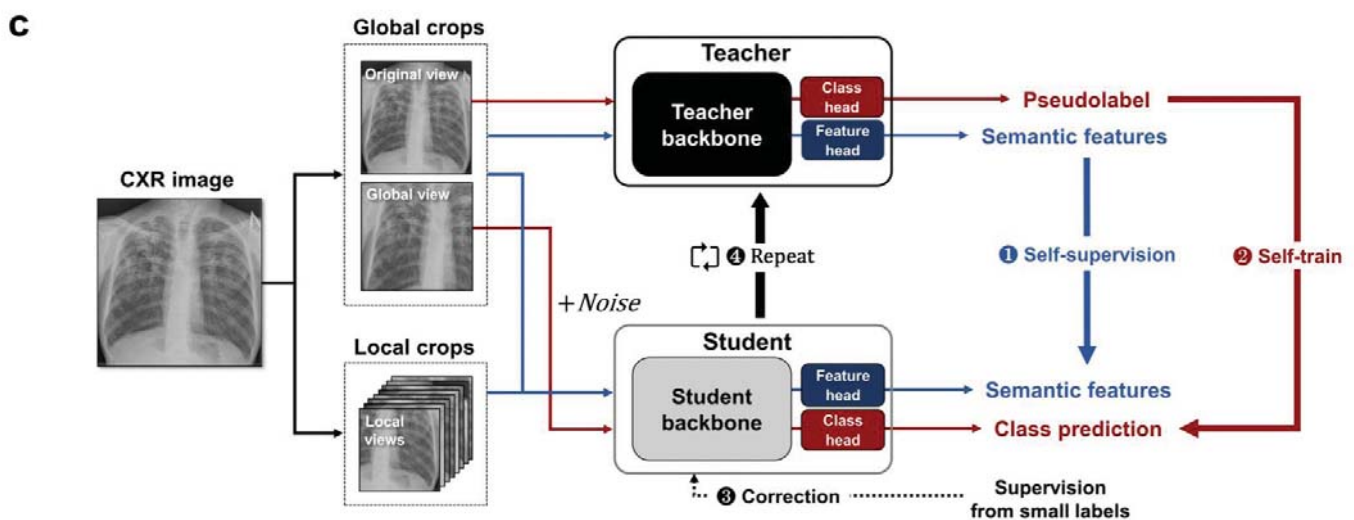 C
Global crops
Original view
Global view
CXR image
Local crops
Local
views
+Noise
Teacher
Teacher
backbone
Class
head
Feature
head
Pseudolabel
Semantic features
❹ Repeat
❶ Self-supervision
❷ Self-train
Student
Student
backbone
Feature
head
Class
head
Semantic features
Class prediction
❸ Correction
Supervision
from small labels